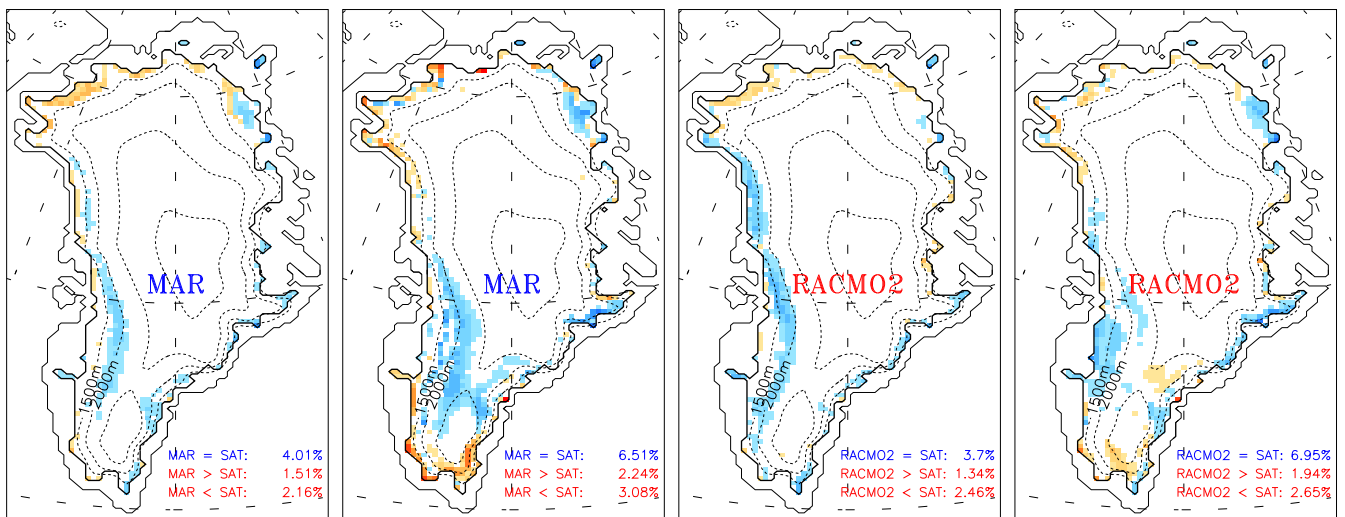 MAR
1500m
2000m
MAR = SAT: 4.01%
MAR > SAT: 1.51%
MAR < SAT: 2.16%
MAR
1500m
2000m
MAR = SAT: 6.51%
MAR > SAT: 2.24%
MAR < SAT: 3.08%
RACMO2
1500m
2000m
RACMO2 = SAT: 3.7%
RACMO2 > SAT: 1.34%
RACMO2 < SAT: 2.46%
RACMO2
1500m
2000m
RACMO2 = SAT: 6.95%
RACMO2 > SAT: 1.94%
RACMO2 < SAT: 2.65%